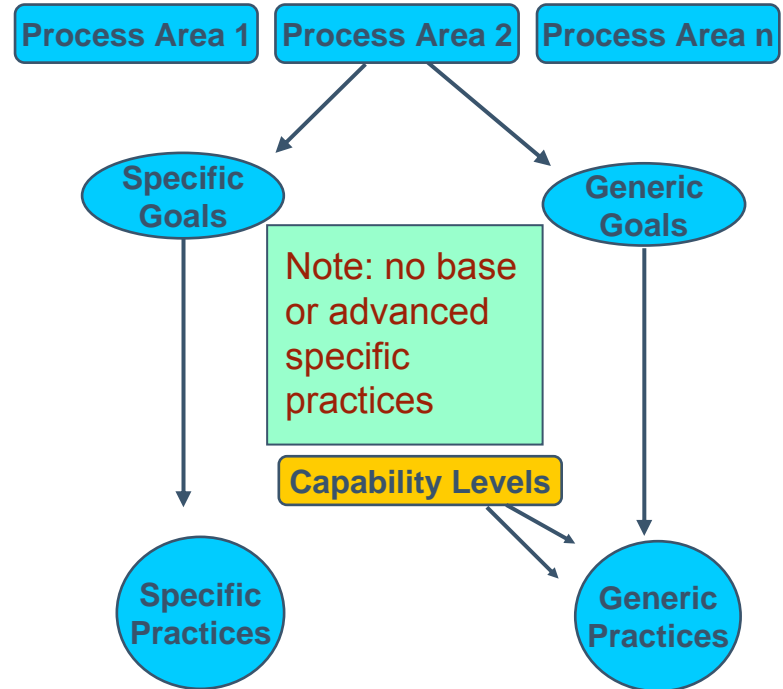 Process Area 1
Process Area 2
Process Area n
Specific
Goals
Generic
Goals
Note: no base
or advanced
specific
practices
Capability Levels
Specific
Practices
Generic
Practices